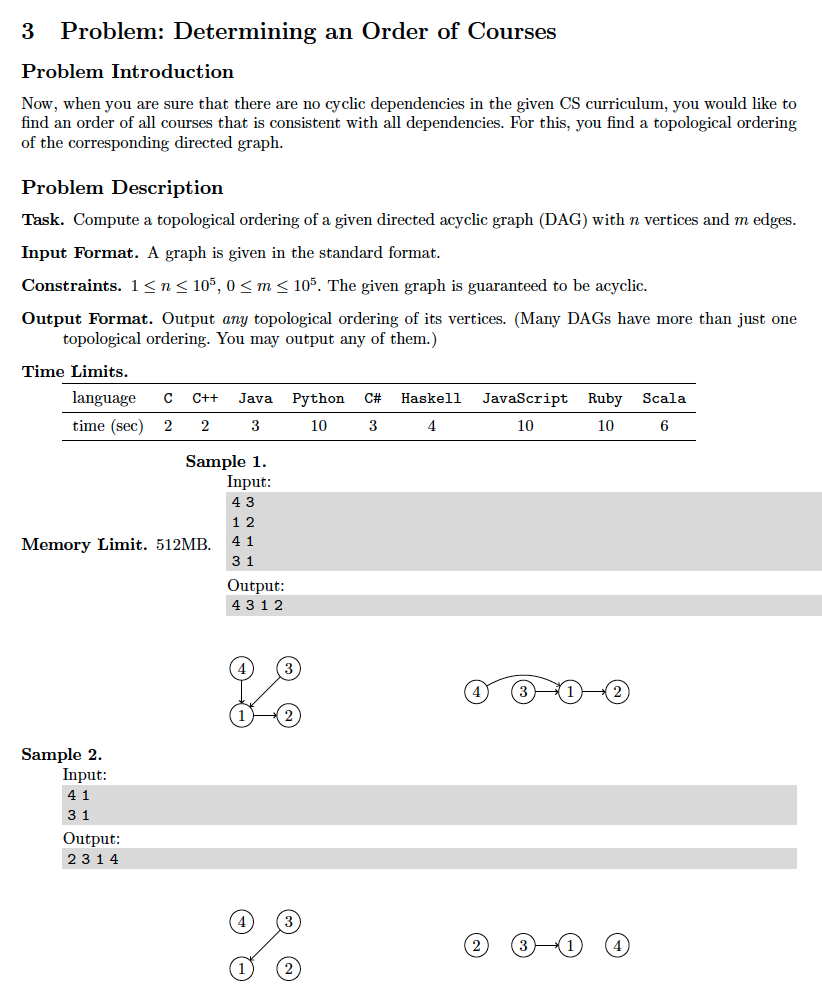 3 Problem: Determining an Order of Courses
Problem Introduction
Now, when you are sure that there are no cyclic dependencies in the given CS curriculum, you would like to
find an order of all courses that is consistent with all dependencies. For this, you find a topological ordering
of the corresponding directed graph.
Problem Description
Task. Compute a topological ordering of a given directed acyclic graph (DAG) with n vertices and m edges.
Input Format. A graph is given in the standard format.
Constraints. 1 ≤ n ≤ 10⁵, 0 ≤ m ≤ 10⁵. The given graph is guaranteed to be acyclic.
Output Format. Output any topological ordering of its vertices. (Many DAGs have more than just one
topological ordering. You may output any of them.)
Time Limits.
language C C++ Java Python C# Haskell JavaScript Ruby Scala
time (sec) 2 2 3 10 3 4 10 10 6
Memory Limit. 512MB.
Sample 1.
Input:
4 3
1 2
4 1
3 1
Output:
4 3 1 2
4 3
1 2
4 3 1 2
Sample 2.
Input:
4 1
3 1
Output:
2 3 1 4
4 3
1 2
2 3 1 4